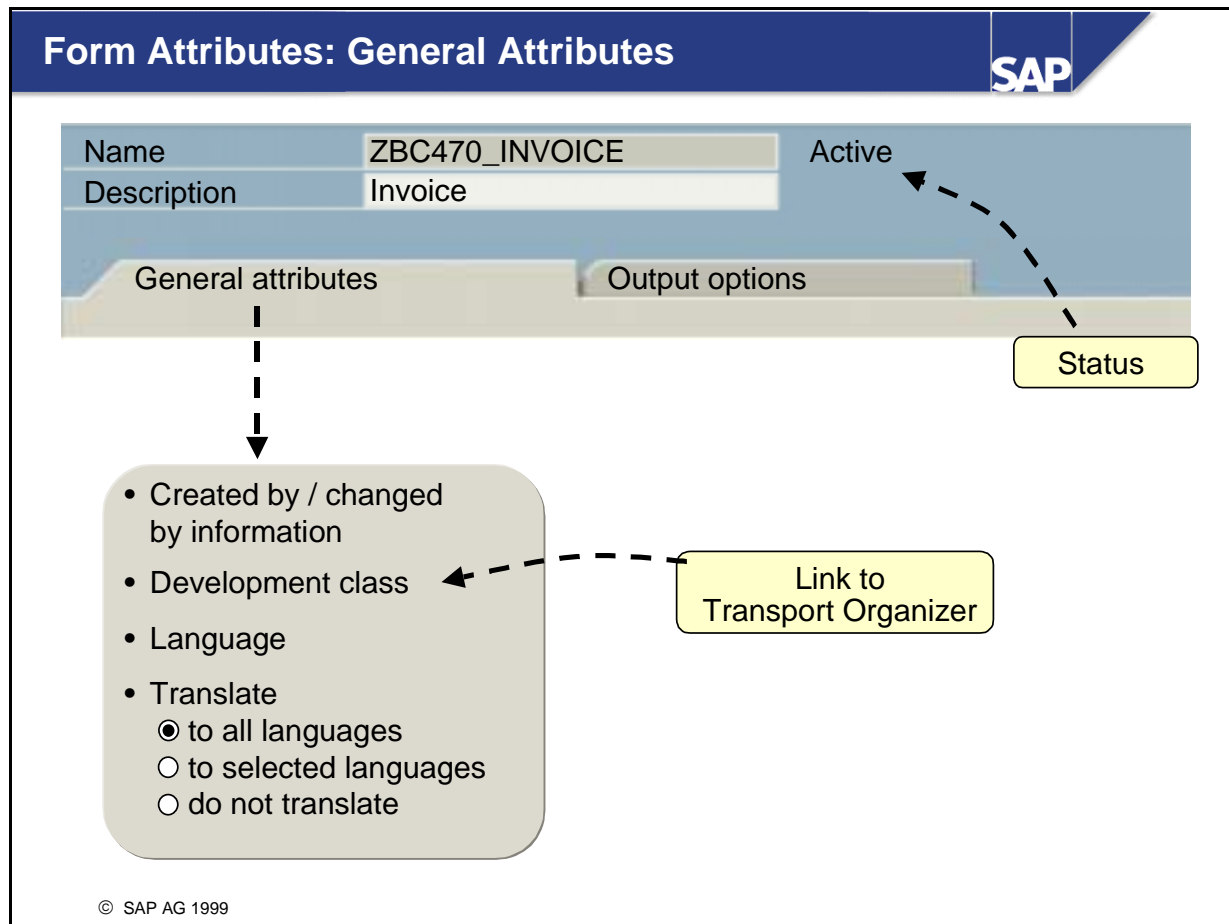 Form Attributes: General Attributes
SAP
Name ZBC470_INVOICE Active
Description Invoice
General attributes Output options
Status
• Created by / changed
by information
• Development class
Link to
Transport Organizer
• Language
• Translate
to all languages
to selected languages
do not translate
© SAP AG 1999